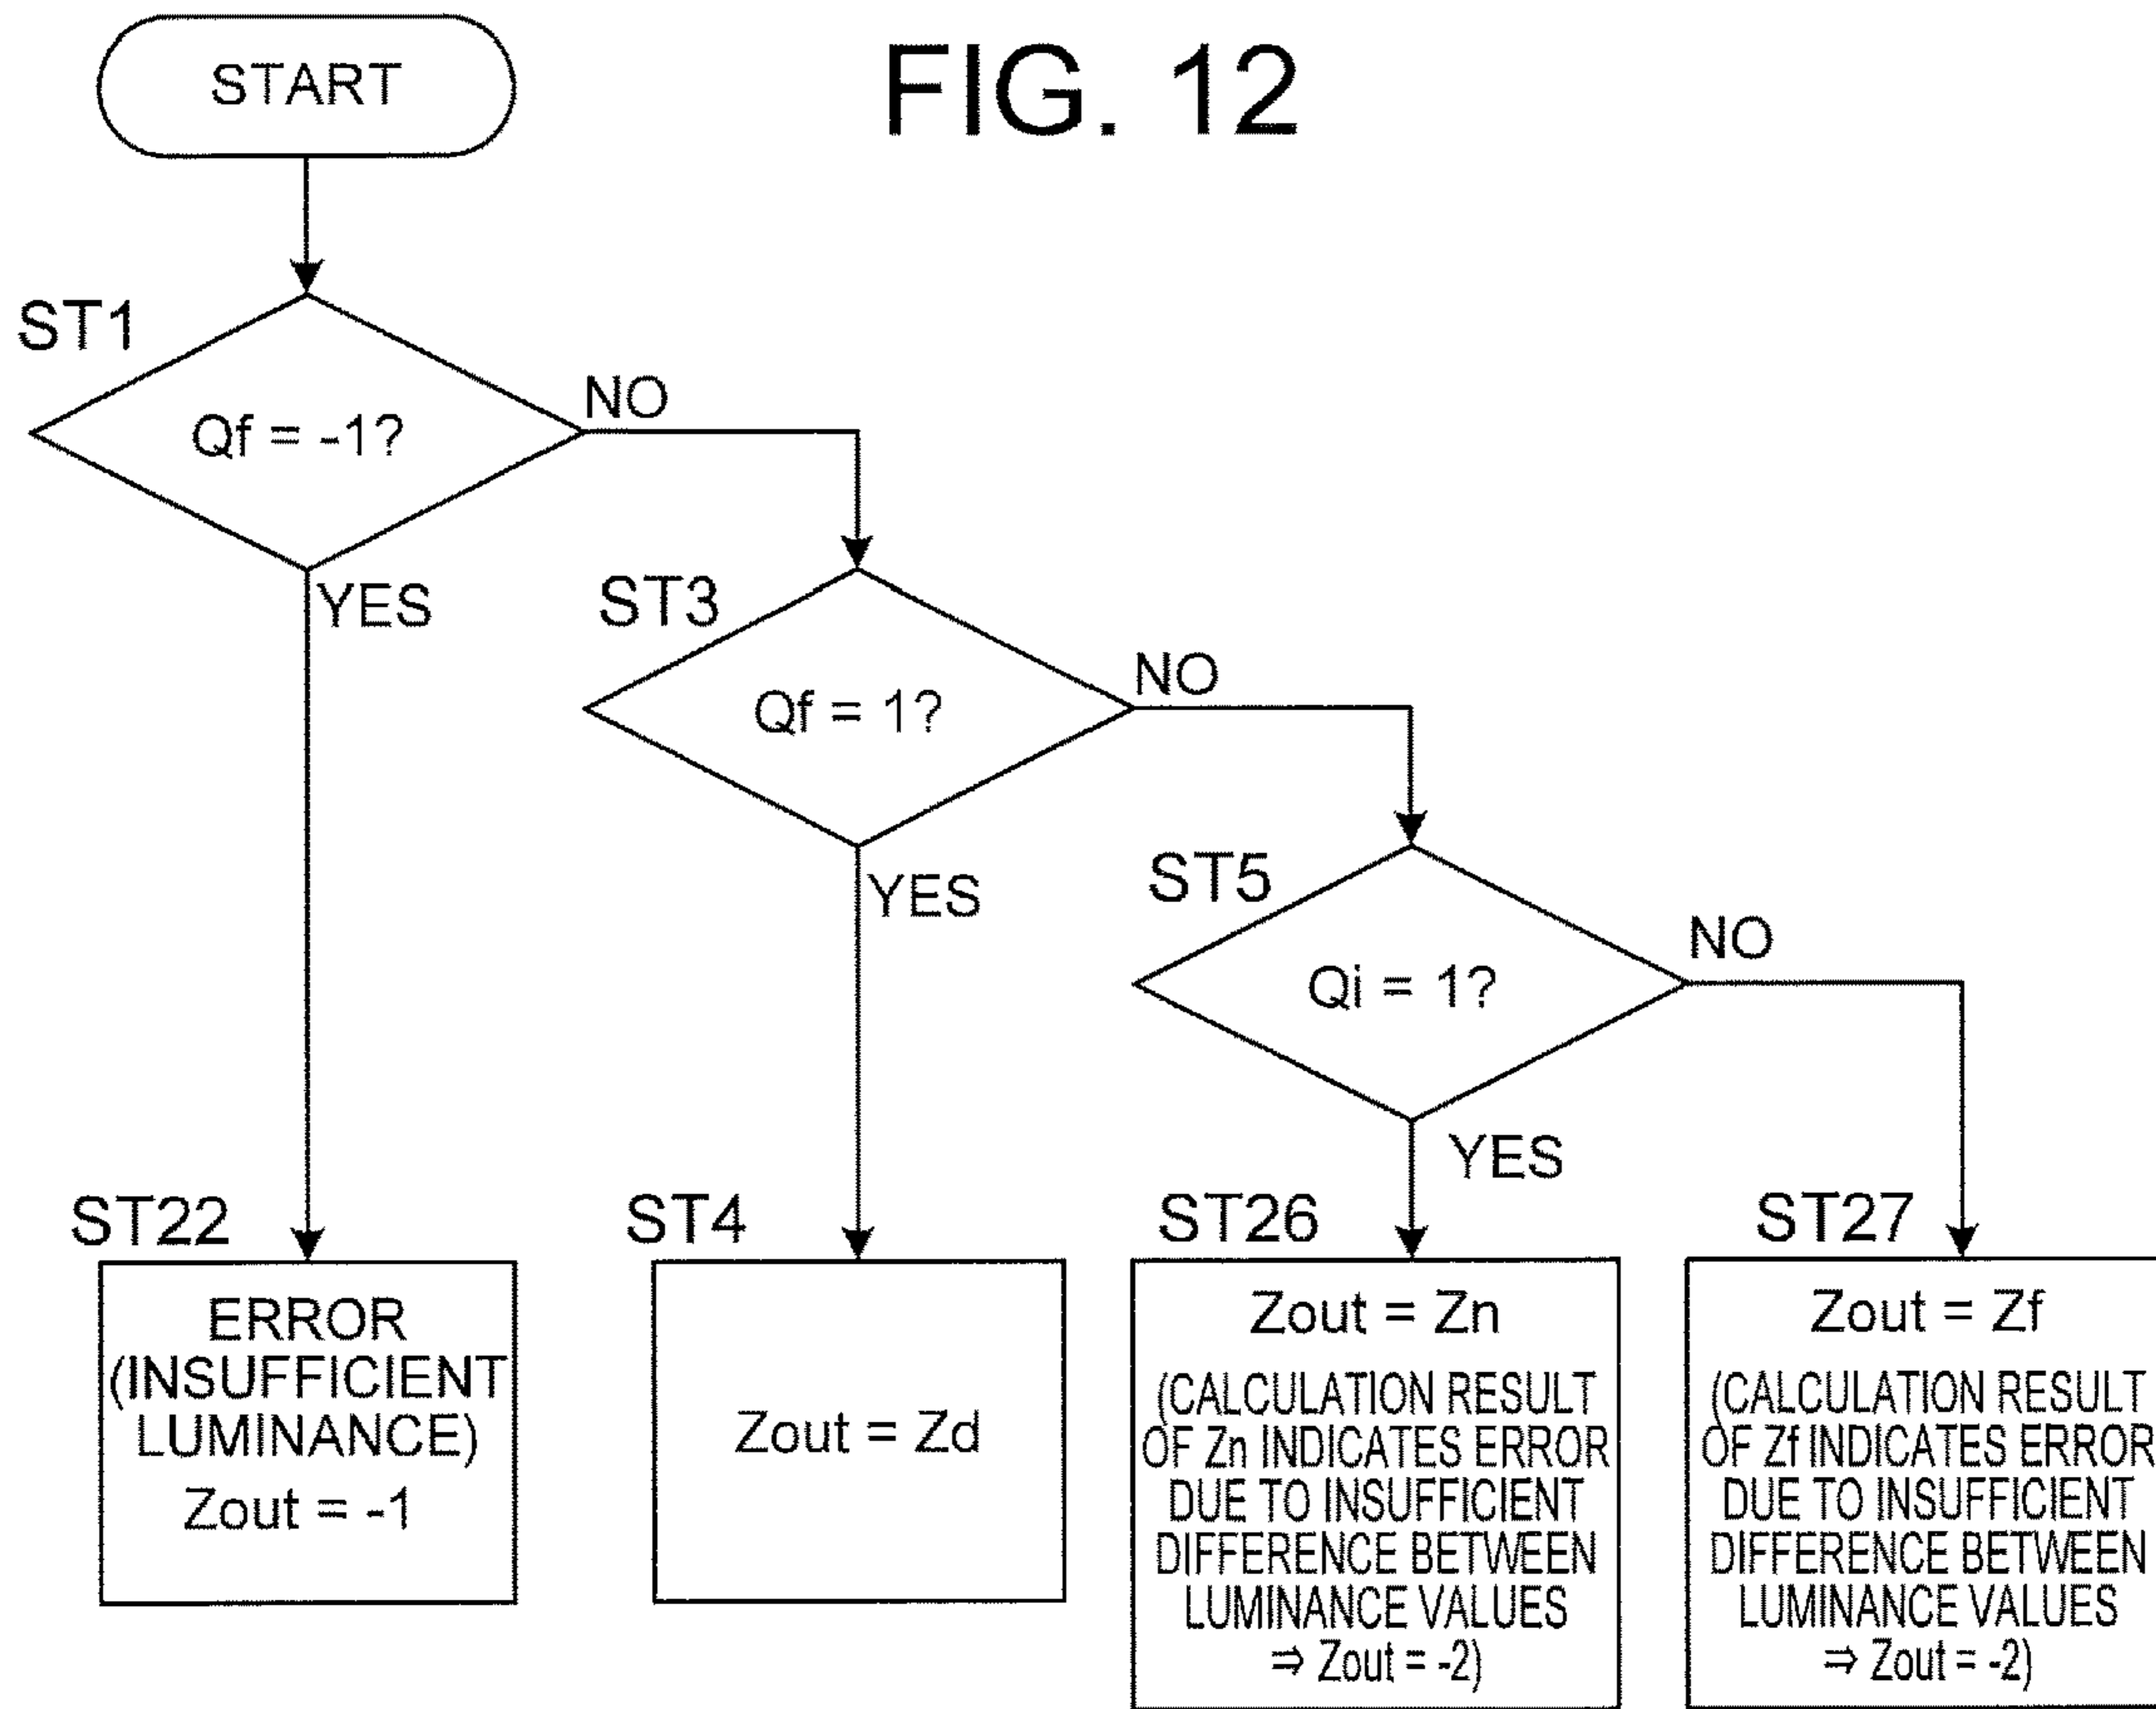 START
FIG. 12
ST1
Qf = -1?
NO
YES
ST3
Qf = 1?
NO
YES
ST5
Qi = 1?
NO
YES
ST22
ERROR
(INSUFFICIENT
LUMINANCE)
Zout = -1
ST4
Zout = Zd
ST26
Zout = Zn
(CALCULATION RESULT
OF Zn INDICATES ERROR
DUE TO INSUFFICIENT
DIFFERENCE BETWEEN
LUMINANCE VALUES
⇒ Zout = -2)
ST27
Zout = Zf
(CALCULATION RESULT
OF Zf INDICATES ERROR
DUE TO INSUFFICIENT
DIFFERENCE BETWEEN
LUMINANCE VALUES
⇒ Zout = -2)